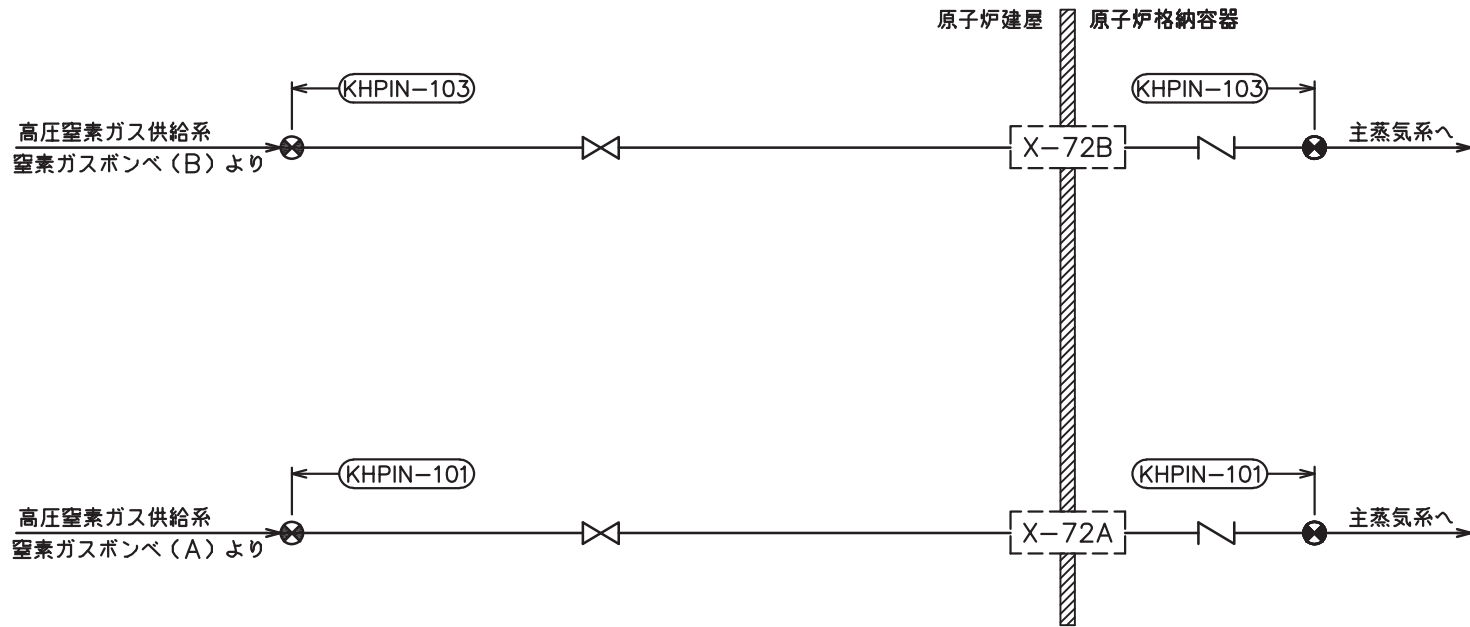 原子炉建屋
原子炉格納容器
KHPIN-103
KHPIN-103
高圧窒素ガス供給系
窒素ガスボンベ(B)より
X-72B
主蒸気系へ
KHPIN-101
KHPIN-101
高圧窒素ガス供給系
窒素ガスボンベ(A)より
X-72A
主蒸気系へ